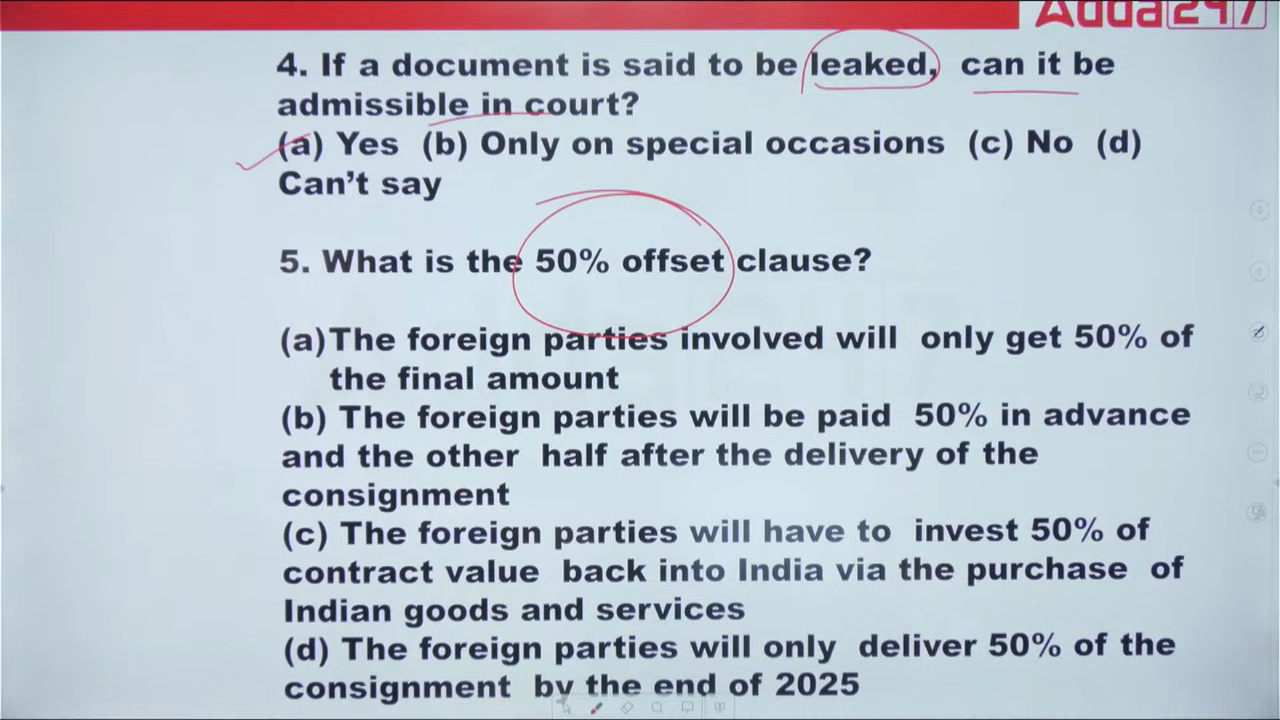 Adda247
4. If a document is said to be leaked, can it be
admissible in court?
(a) Yes (b) Only on special occasions (c) No (d)
Can't say
5. What is the 50% offset clause?
(a) The foreign parties involved will only get 50% of
the final amount
(b) The foreign parties will be paid 50% in advance
and the other half after the delivery of the
consignment
(c) The foreign parties will have to invest 50% of
contract value back into India via the purchase of
Indian goods and services
(d) The foreign parties will only deliver 50% of the
consignment by the end of 2025